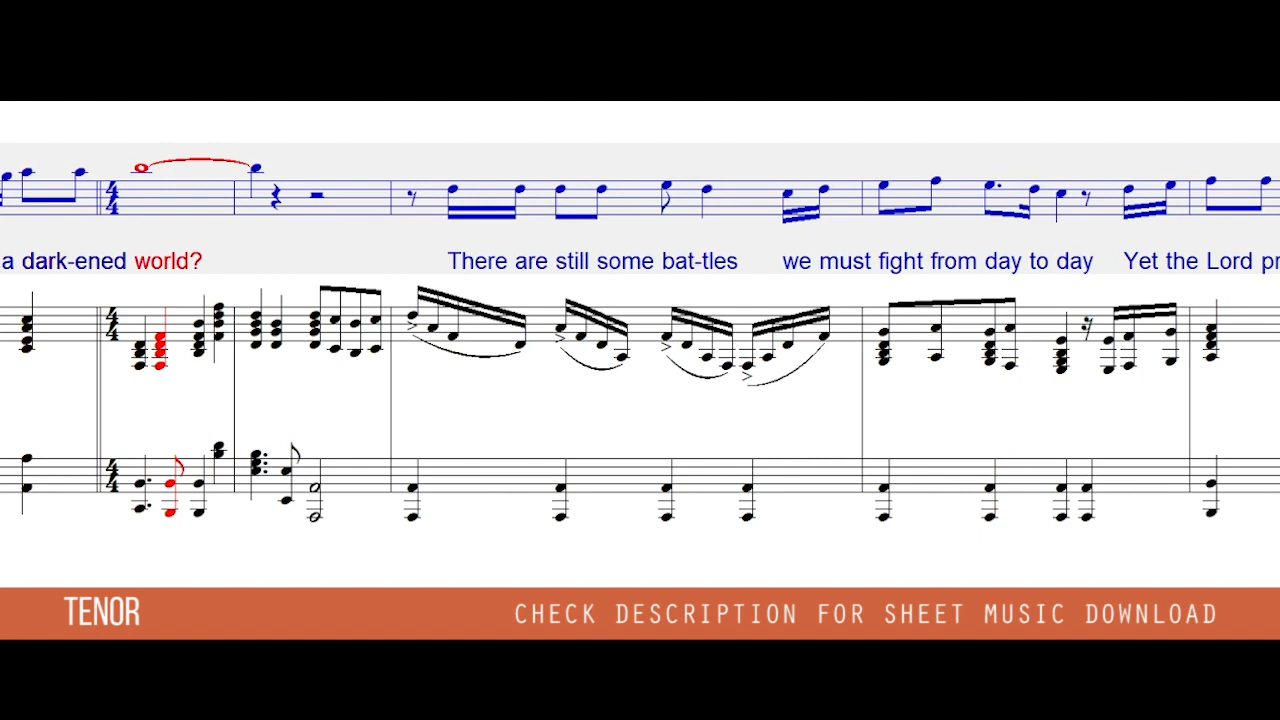 a dark-ened world? There are still some bat-tles we must fight from day to day Yet the Lord pr
TENOR
CHECK DESCRIPTION FOR SHEET MUSIC DOWNLOAD